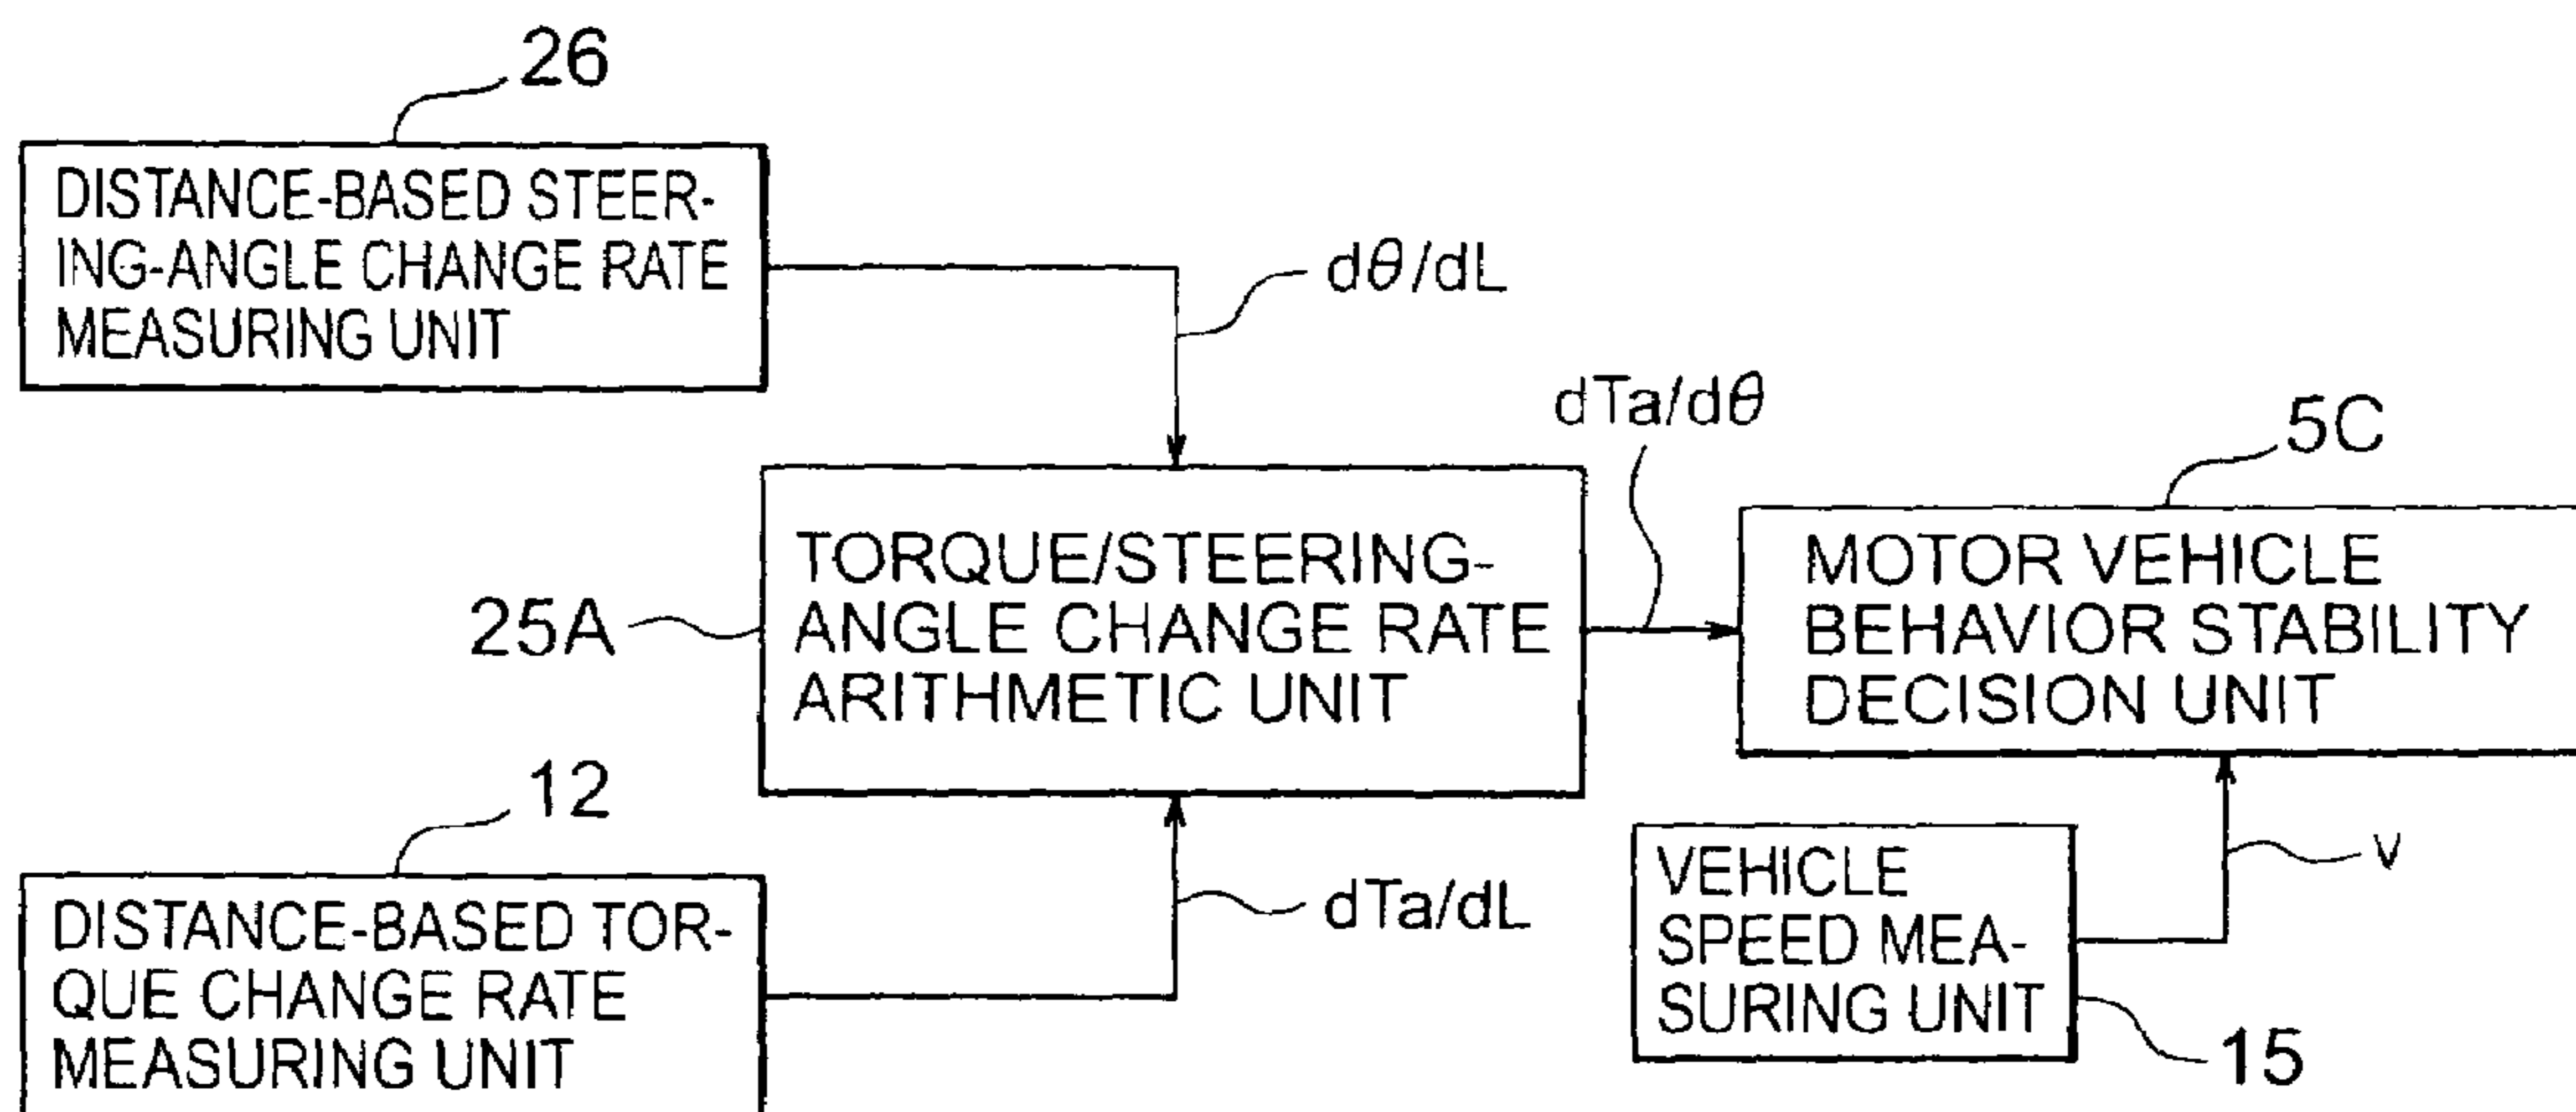 26
DISTANCE-BASED STEER-
ING-ANGLE CHANGE RATE
MEASURING UNIT
dθ/dL
dTa/dθ
5C
25A
TORQUE/STEERING-
ANGLE CHANGE RATE
ARITHMETIC UNIT
MOTOR VEHICLE
BEHAVIOR STABILITY
DECISION UNIT
12
DISTANCE-BASED TOR-
QUE CHANGE RATE
MEASURING UNIT
dTa/dL
VEHICLE
SPEED MEA-
SURING UNIT
v
15